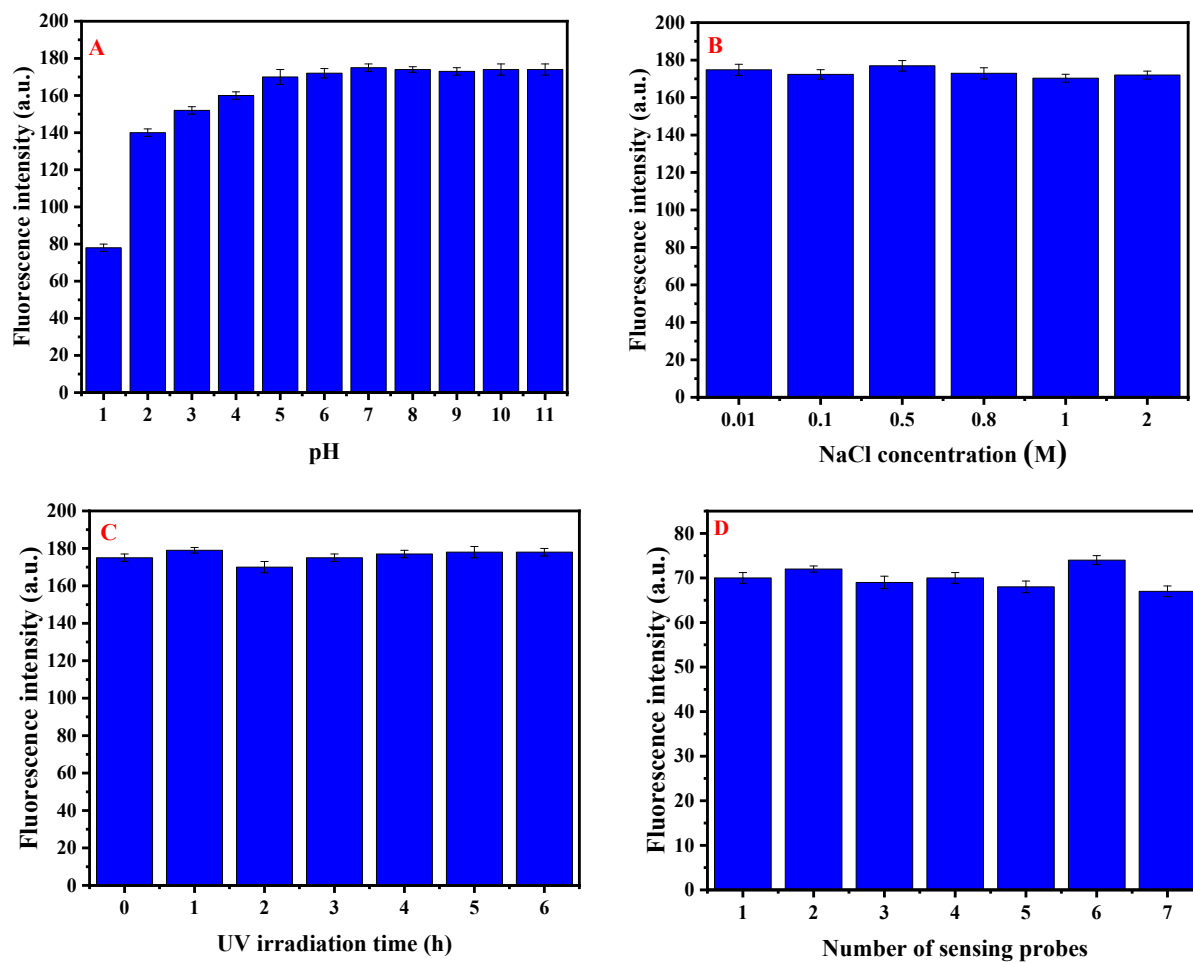 A
Fluorescence intensity (a.u.)
200
180
160
140
120
100
80
60
40
20
0
1 2 3 4 5 6 7 8 9 10 11
pH
B
Fluorescence intensity (a.u.)
200
180
160
140
120
100
80
60
40
20
0
0.01 0.1 0.5 0.8 1 2
NaCl concentration (M)
C
Fluorescence intensity (a.u.)
200
180
160
140
120
100
80
60
40
20
0
0 1 2 3 4 5 6
UV irradiation time (h)
D
Fluorescence intensity (a.u.)
80
70
60
50
40
30
20
10
0
1 2 3 4 5 6 7
Number of sensing probes